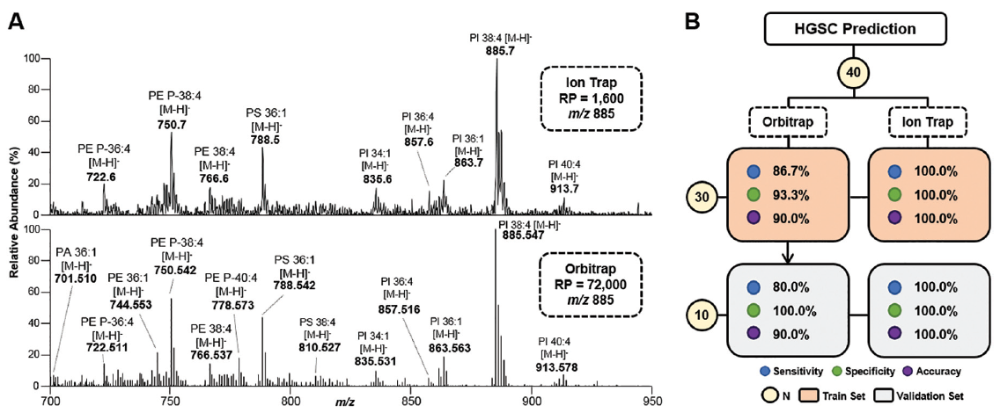 A
Relative Abundance (%)
100
80
60
40
20
0
PE P-36:4
[M-H]-
722.6
PE P-38:4
[M-H]-
750.7
PE 38:4
[M-H]-
766.6
PS 36:1
[M-H]-
788.5
PI 34:1
[M-H]-
835.6
PI 36:4
[M-H]-
857.6
PI 36:1
[M-H]-
863.7
PI 38:4 [M-H]-
885.7
PI 40:4
[M-H]-
913.7
Ion Trap
RP = 1,600
m/z 885
100
80
60
40
20
0
PA 36:1
[M-H]-
701.510
PE P-36:4
[M-H]-
722.511
PE 36:1
[M-H]-
744.553
PE P-38:4
[M-H]-
750.542
PE 38:4
[M-H]-
766.537
PE P-40:4
[M-H]-
778.573
PS 36:1
[M-H]-
788.542
PS 38:4
[M-H]-
810.527
PI 34:1
[M-H]-
835.531
PI 36:4
[M-H]-
857.516
PI 36:1
[M-H]-
863.563
PI 38:4 [M-H]-
885.547
PI 40:4
[M-H]-
913.578
Orbitrap
RP = 72,000
m/z 885
700
750
800
850
900
950
m/z
B
HGSC Prediction
40
Orbitrap
Ion Trap
30
86.7%
93.3%
90.0%
100.0%
100.0%
100.0%
10
80.0%
100.0%
90.0%
100.0%
100.0%
100.0%
Sensitivity Specificity Accuracy
N Train Set Validation Set